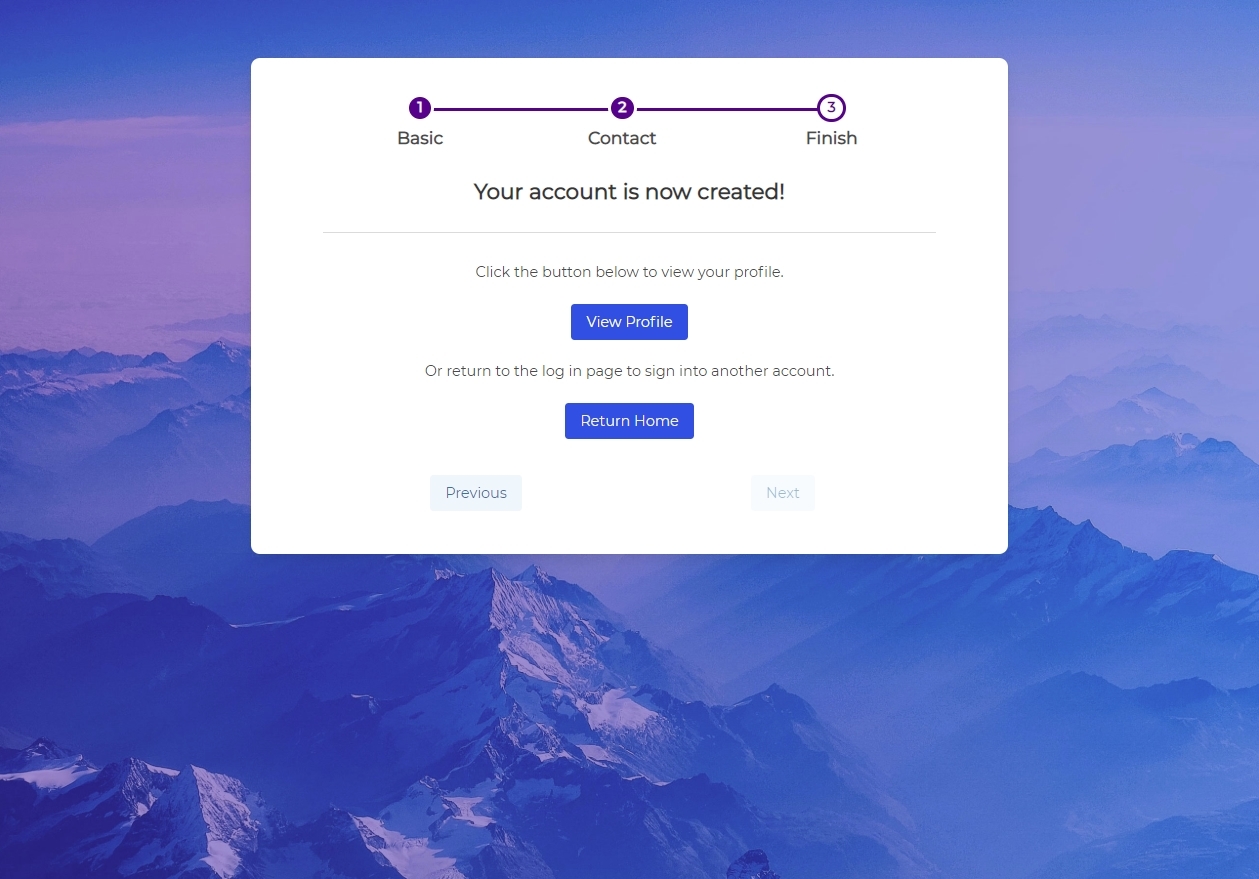 1 2 3
Basic Contact Finish
Your account is now created!
Click the button below to view your profile.
View Profile
Or return to the log in page to sign into another account.
Return Home
Previous Next